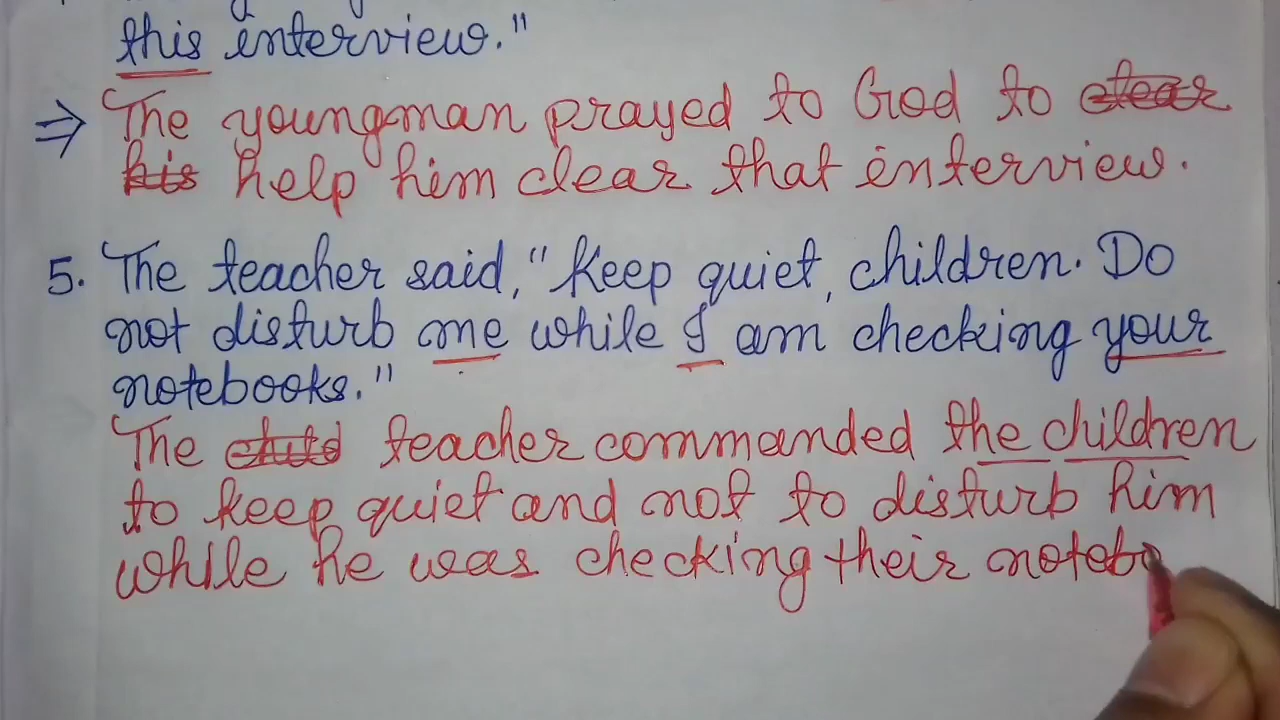 this interview."
⇒ The youngman prayed to God to clear
his help him clear that interview.
5. The teacher said, "Keep quiet, children. Do
not disturb me while I am checking your
notebooks."
The child teacher commanded the children
to keep quiet and not to disturb him
while he was checking their notebo